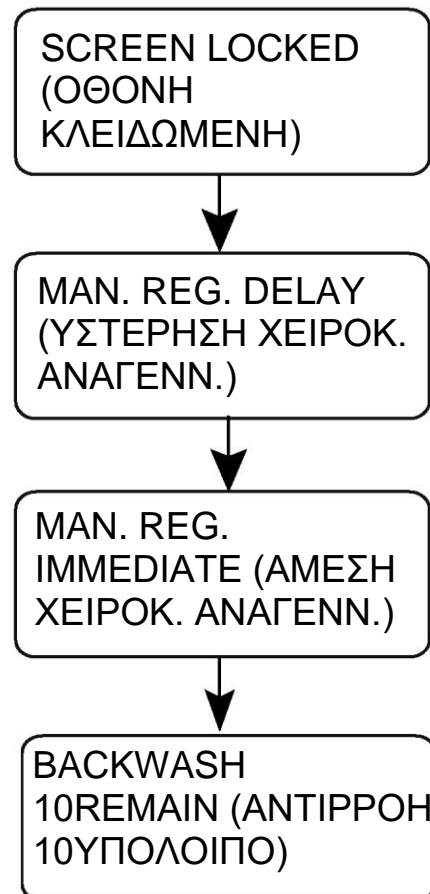 SCREEN LOCKED
(ΟΘΟΝΗ
ΚΛΕΙΔΩΜΕΝΗ)
MAN. REG. DELAY
(ΥΣΤΕΡΗΣΗ ΧΕΙΡΟΚ.
ΑΝΑΓΕΝΝ.)
MAN. REG.
IMMEDIATE (ΑΜΕΣΗ
ΧΕΙΡΟΚ. ΑΝΑΓΕΝΝ.)
BACKWASH
10REMAIN (ΑΝΤΙΡΡΟΗ
10ΥΠΟΛΟΙΠΟ)